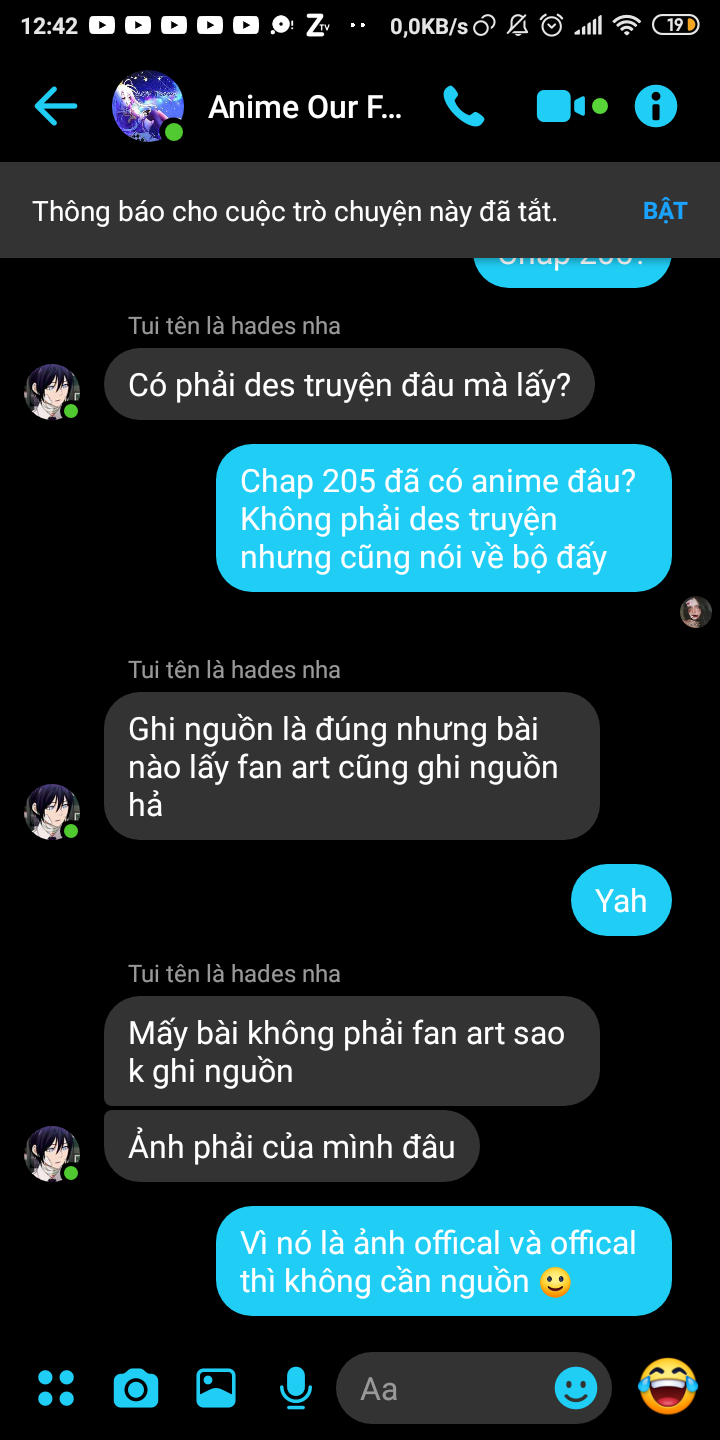 12:42
0,0KB/s
19
Anime Our F...
Thông báo cho cuộc trò chuyện này đã tắt.
BẬT
Chap 206?
Tui tên là hades nha
Có phải des truyện đâu mà lấy?
Chap 205 đã có anime đâu?
Không phải des truyện
nhưng cũng nói về bộ đấy
Tui tên là hades nha
Ghi nguồn là đúng nhưng bài
nào lấy fan art cũng ghi nguồn
hả
Yah
Tui tên là hades nha
Mấy bài không phải fan art sao
k ghi nguồn
Ảnh phải của mình đâu
Vì nó là ảnh offical và offical
thì không cần nguồn 🙂
Aa